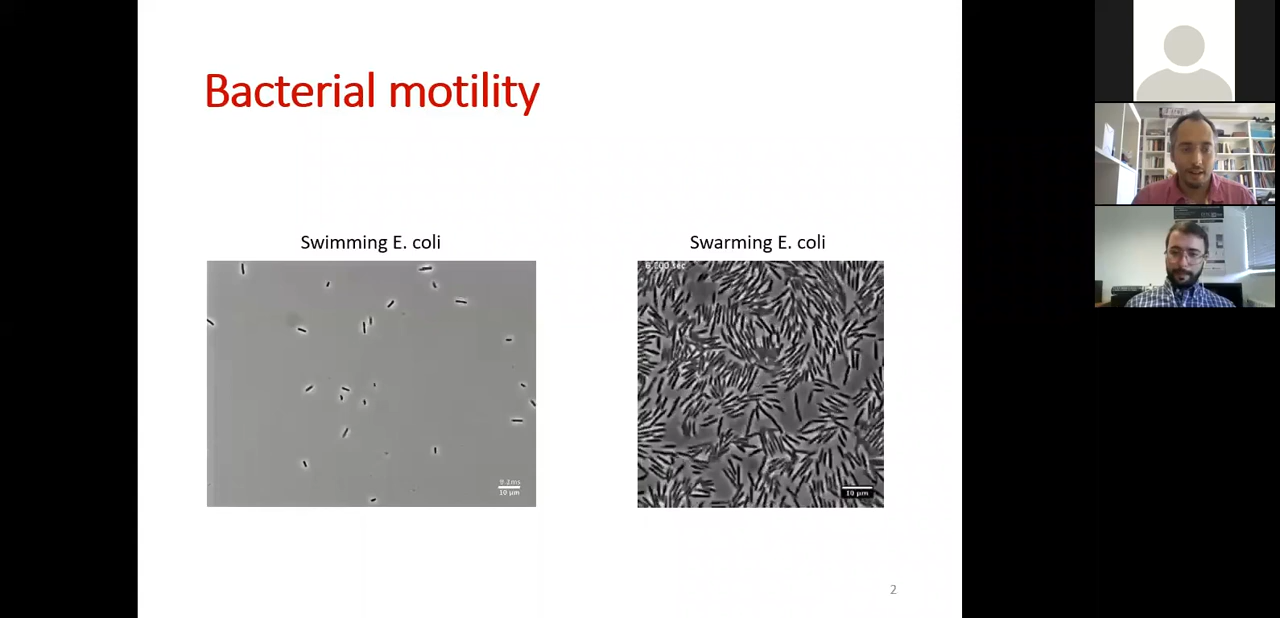 Bacterial motility
Swimming E. coli
Swarming E. coli
10 µm
10 µm
2